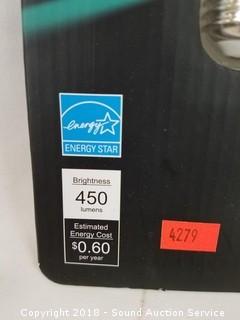 energy
ENERGY STAR
Brightness
450
lumens
Estimated
Energy Cost
$0.60
per year
4279
Copyright 2018 - Sound Auction Service